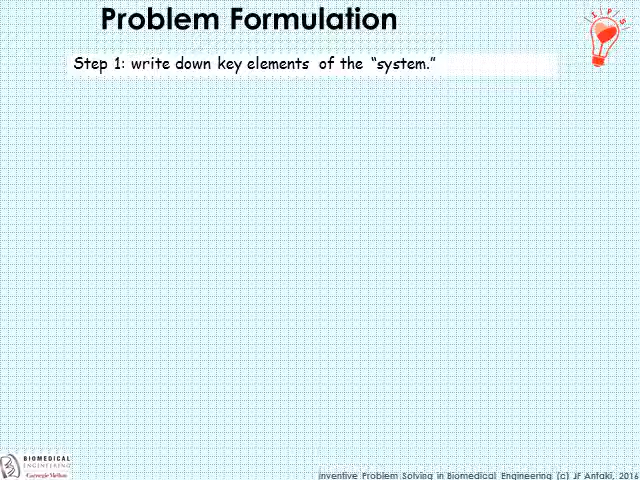 Problem Formulation
I P S
Step 1: write down key elements of the “system.”
BIOMEDICAL
ENGINEERING
Carnegie Mellon
Inventive Problem Solving in Biomedical Engineering (c) JF Antaki, 2016